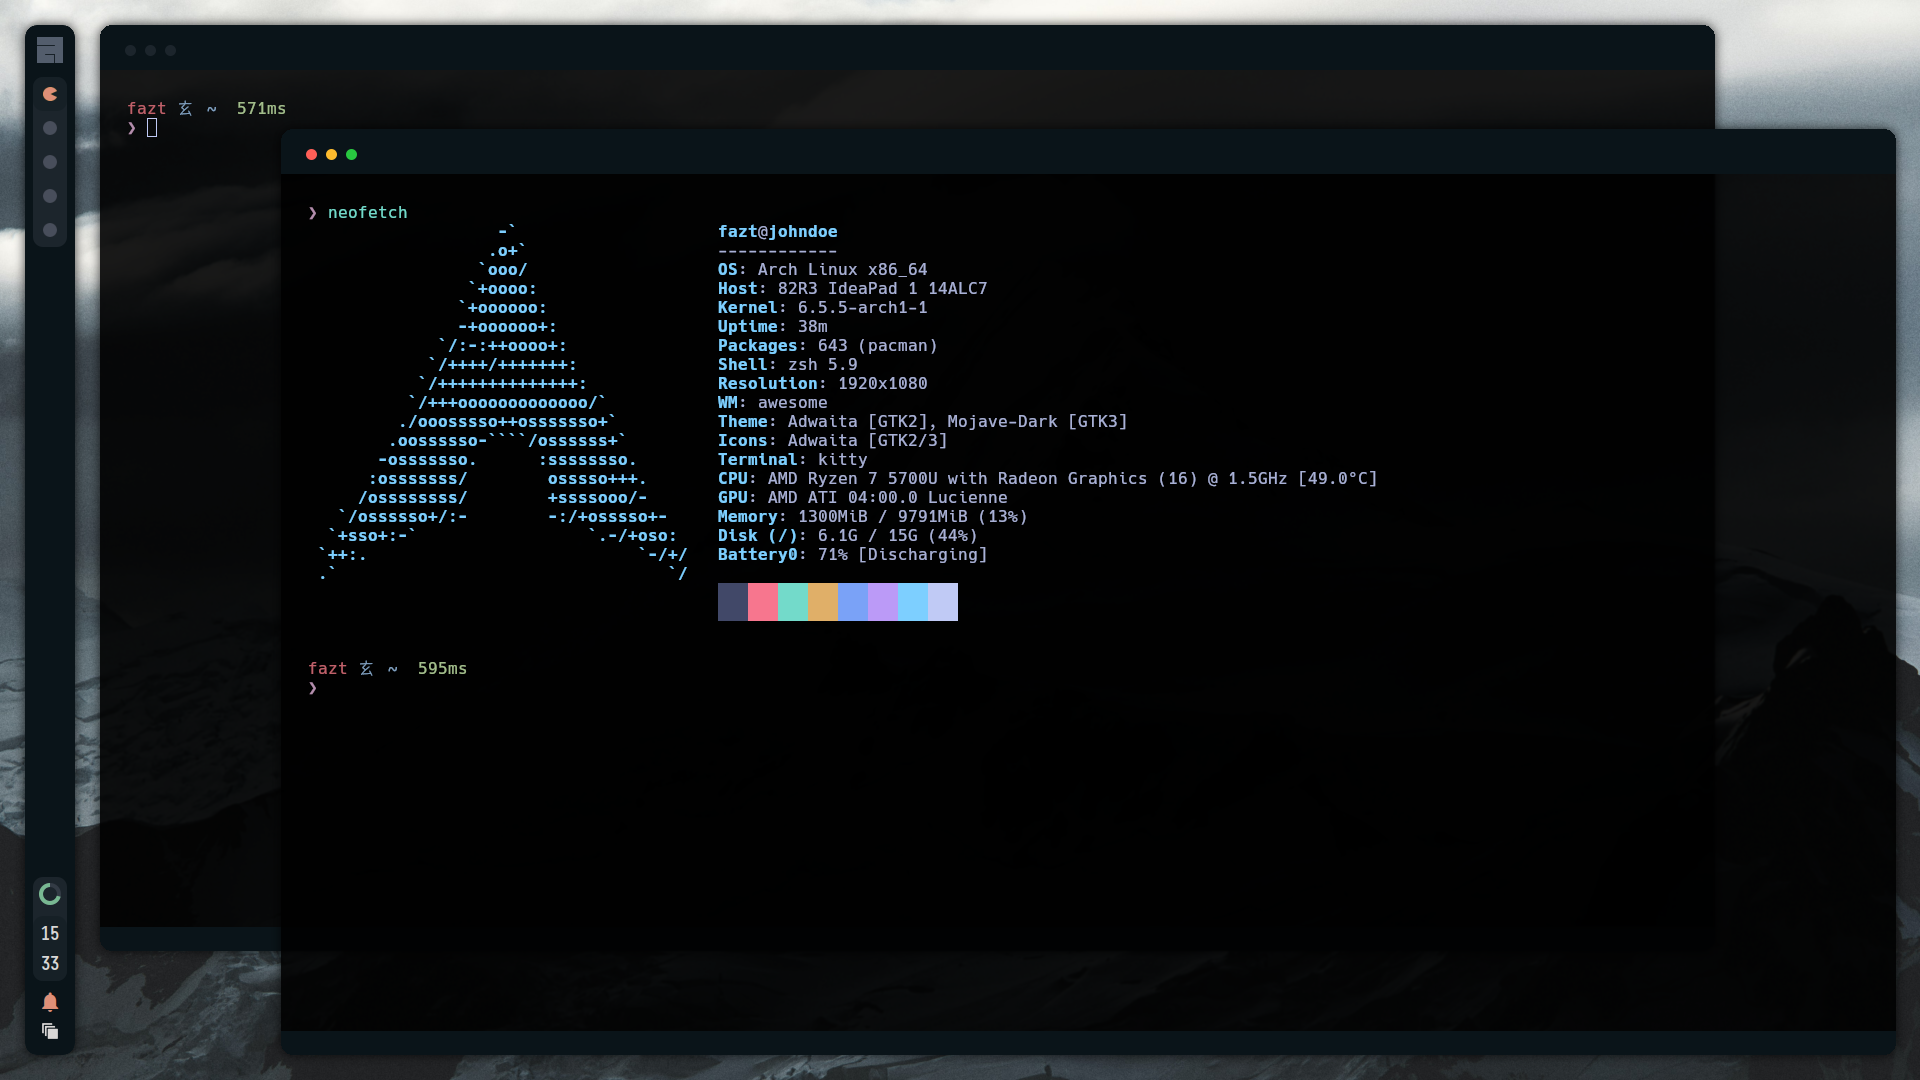 fazt 玄 ~ 571ms
❯
❯ neofetch
-`
.o+`
`ooo/
`+oooo:
`+oooooo:
-+oooooo+:
`/:-:++oooo+:
`/++++/+++++++:
`/++++++++++++++:
`/+++ooooooooooooo/`
./ooosssso++osssssso+`
.oossssso-````/ossssss+`
-osssssso.      :ssssssso.
:osssssss/        osssso+++.
/ossssssss/        +ssssooo/-
`/ossssso+/:-        -:/+osssso+-
`+sso+:-`                 `.-/+oso:
`++:.                           `-/+/
.`                                 `/
fazt@johndoe
------------
OS: Arch Linux x86_64
Host: 82R3 IdeaPad 1 14ALC7
Kernel: 6.5.5-arch1-1
Uptime: 38m
Packages: 643 (pacman)
Shell: zsh 5.9
Resolution: 1920x1080
WM: awesome
Theme: Adwaita [GTK2], Mojave-Dark [GTK3]
Icons: Adwaita [GTK2/3]
Terminal: kitty
CPU: AMD Ryzen 7 5700U with Radeon Graphics (16) @ 1.5GHz [49.0°C]
GPU: AMD ATI 04:00.0 Lucienne
Memory: 1300MiB / 9791MiB (13%)
Disk (/): 6.1G / 15G (44%)
Battery0: 71% [Discharging]
fazt 玄 ~ 595ms
❯
15
33